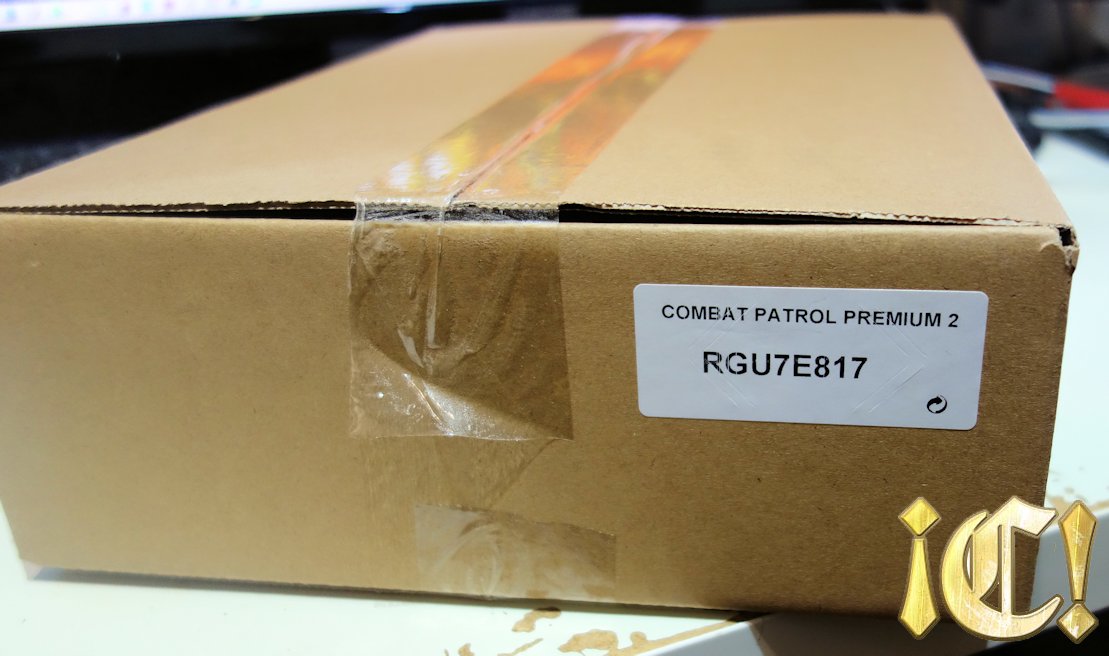 COMBAT PATROL PREMIUM 2
RGU7E817
¡C!